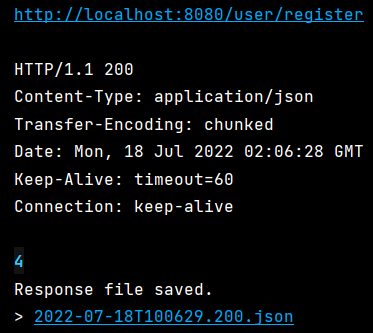 http://localhost:8080/user/register
HTTP/1.1 200
Content-Type: application/json
Transfer-Encoding: chunked
Date: Mon, 18 Jul 2022 02:06:28 GMT
Keep-Alive: timeout=60
Connection: keep-alive
4
Response file saved.
> 2022-07-18T100629.200.json